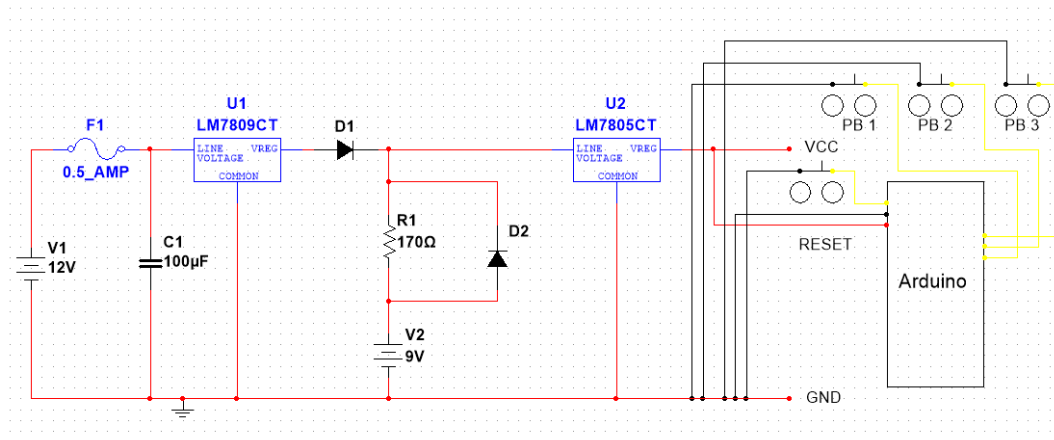 F1
0.5_AMP
U1
LM7809CT
LINE VREG
VOLTAGE
COMMON
D1
U2
LM7805CT
LINE VREG
VOLTAGE
COMMON
PB 1
PB 2
PB 3
VCC
R1
170Ω
D2
V1
12V
C1
100µF
RESET
Arduino
V2
9V
GND